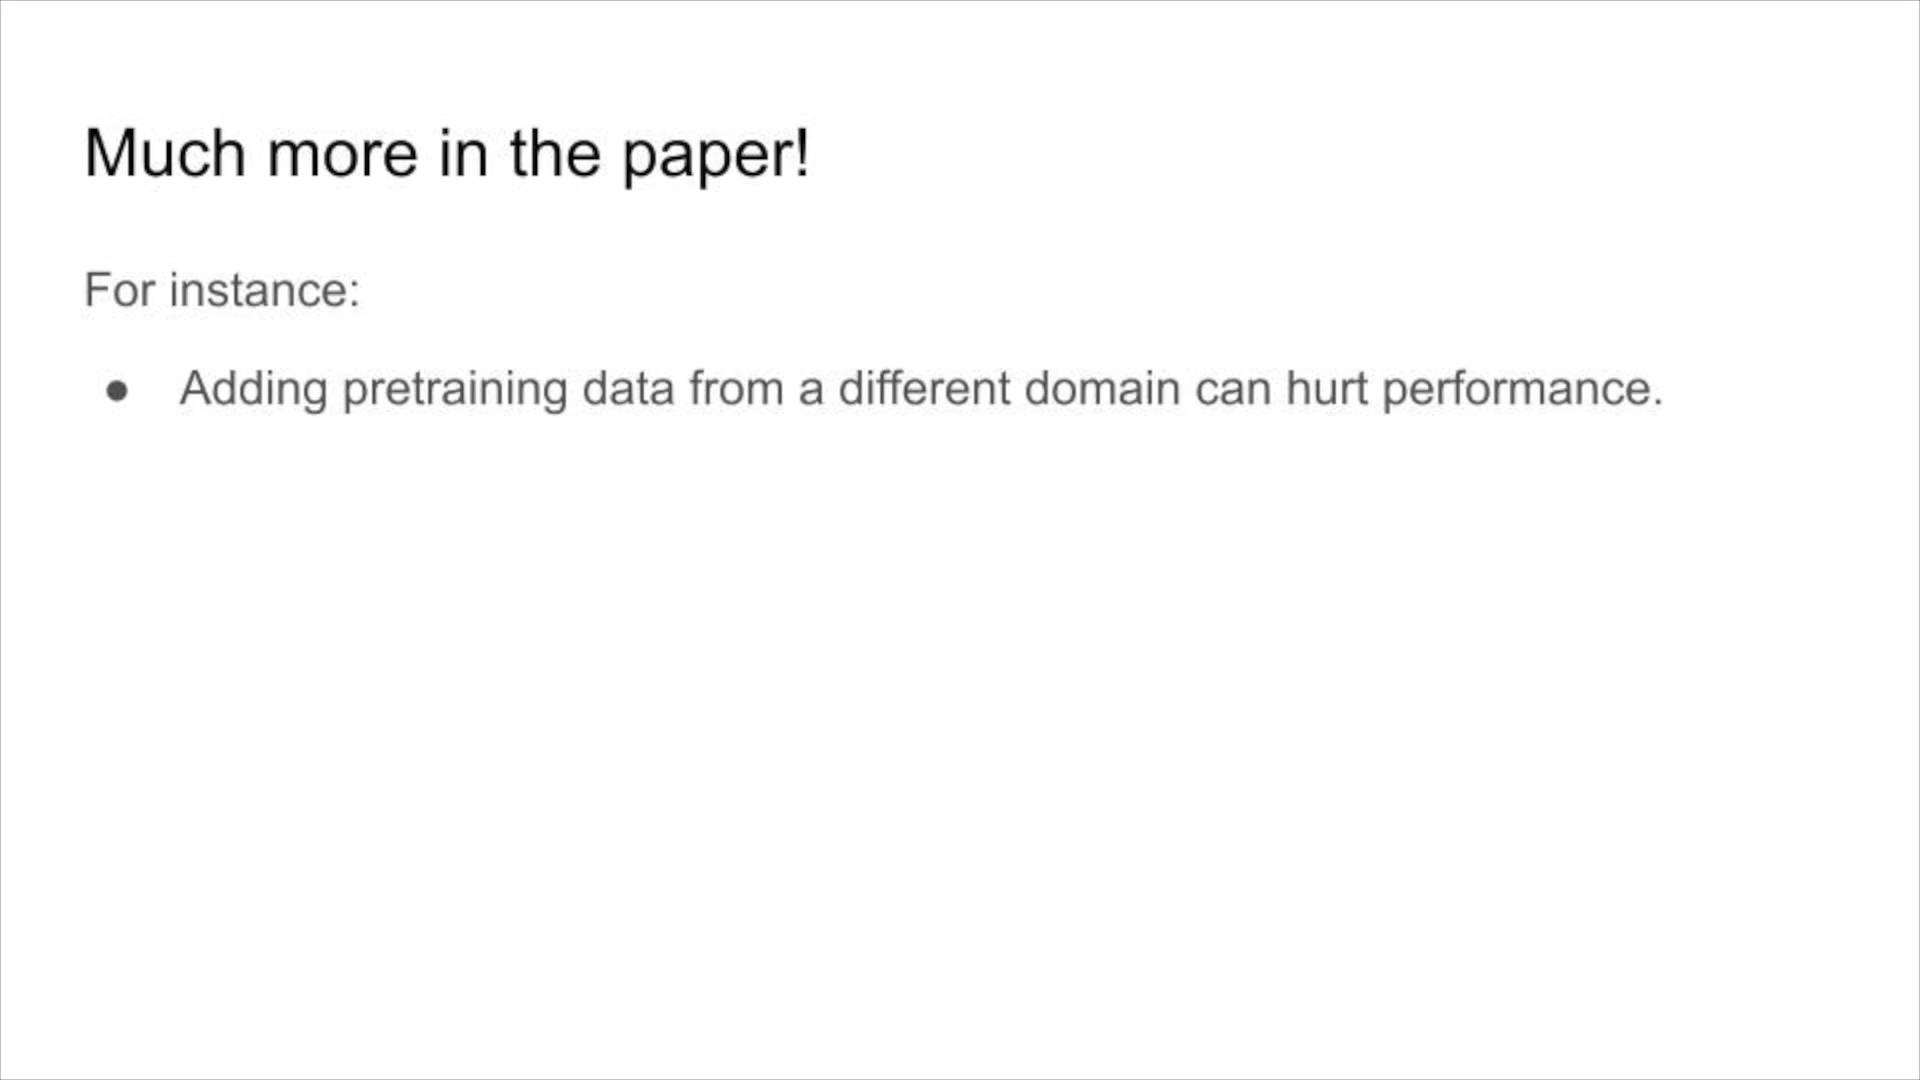 Much more in the paper!
For instance:
● Adding pretraining data from a different domain can hurt performance.